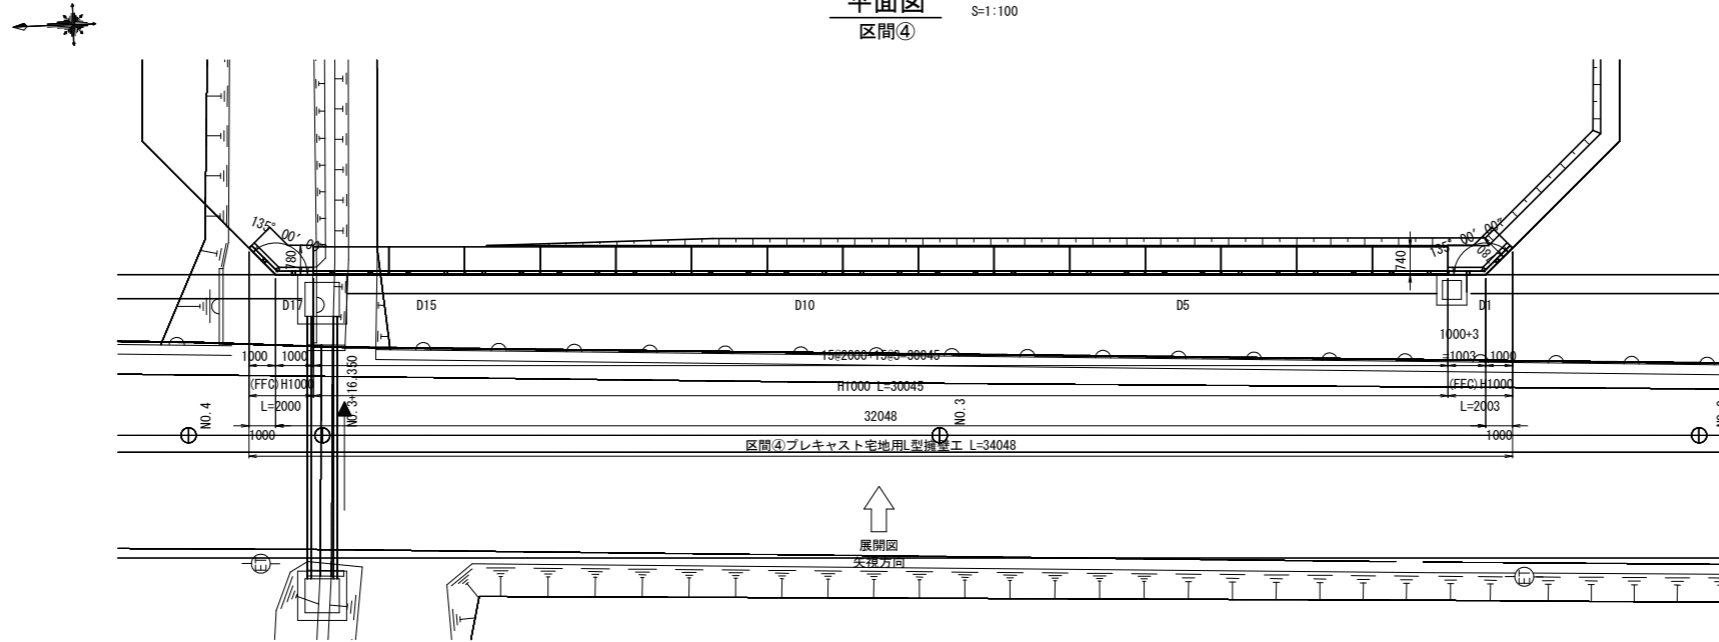 平面図 S=1:100
区間④
135° 00′ 00″
780
135° 00′ 00″
740
D17 D15 D10 D5 D1
1000+3
1000 1000 15@2000+15@3=30045 =1003 1000
NO.3+16.350
(FFC)H1000 H1000 L=30045 (FFC)H1000
L=2000 L=2003
NO.4 32048 NO.3
1000 1000
区間④プレキャスト宅地用L型擁壁工 L=34048
展開図
矢視方向